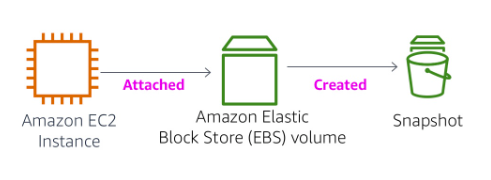 Attached
Created
Amazon EC2
Instance
Amazon Elastic
Block Store (EBS) volume
Snapshot